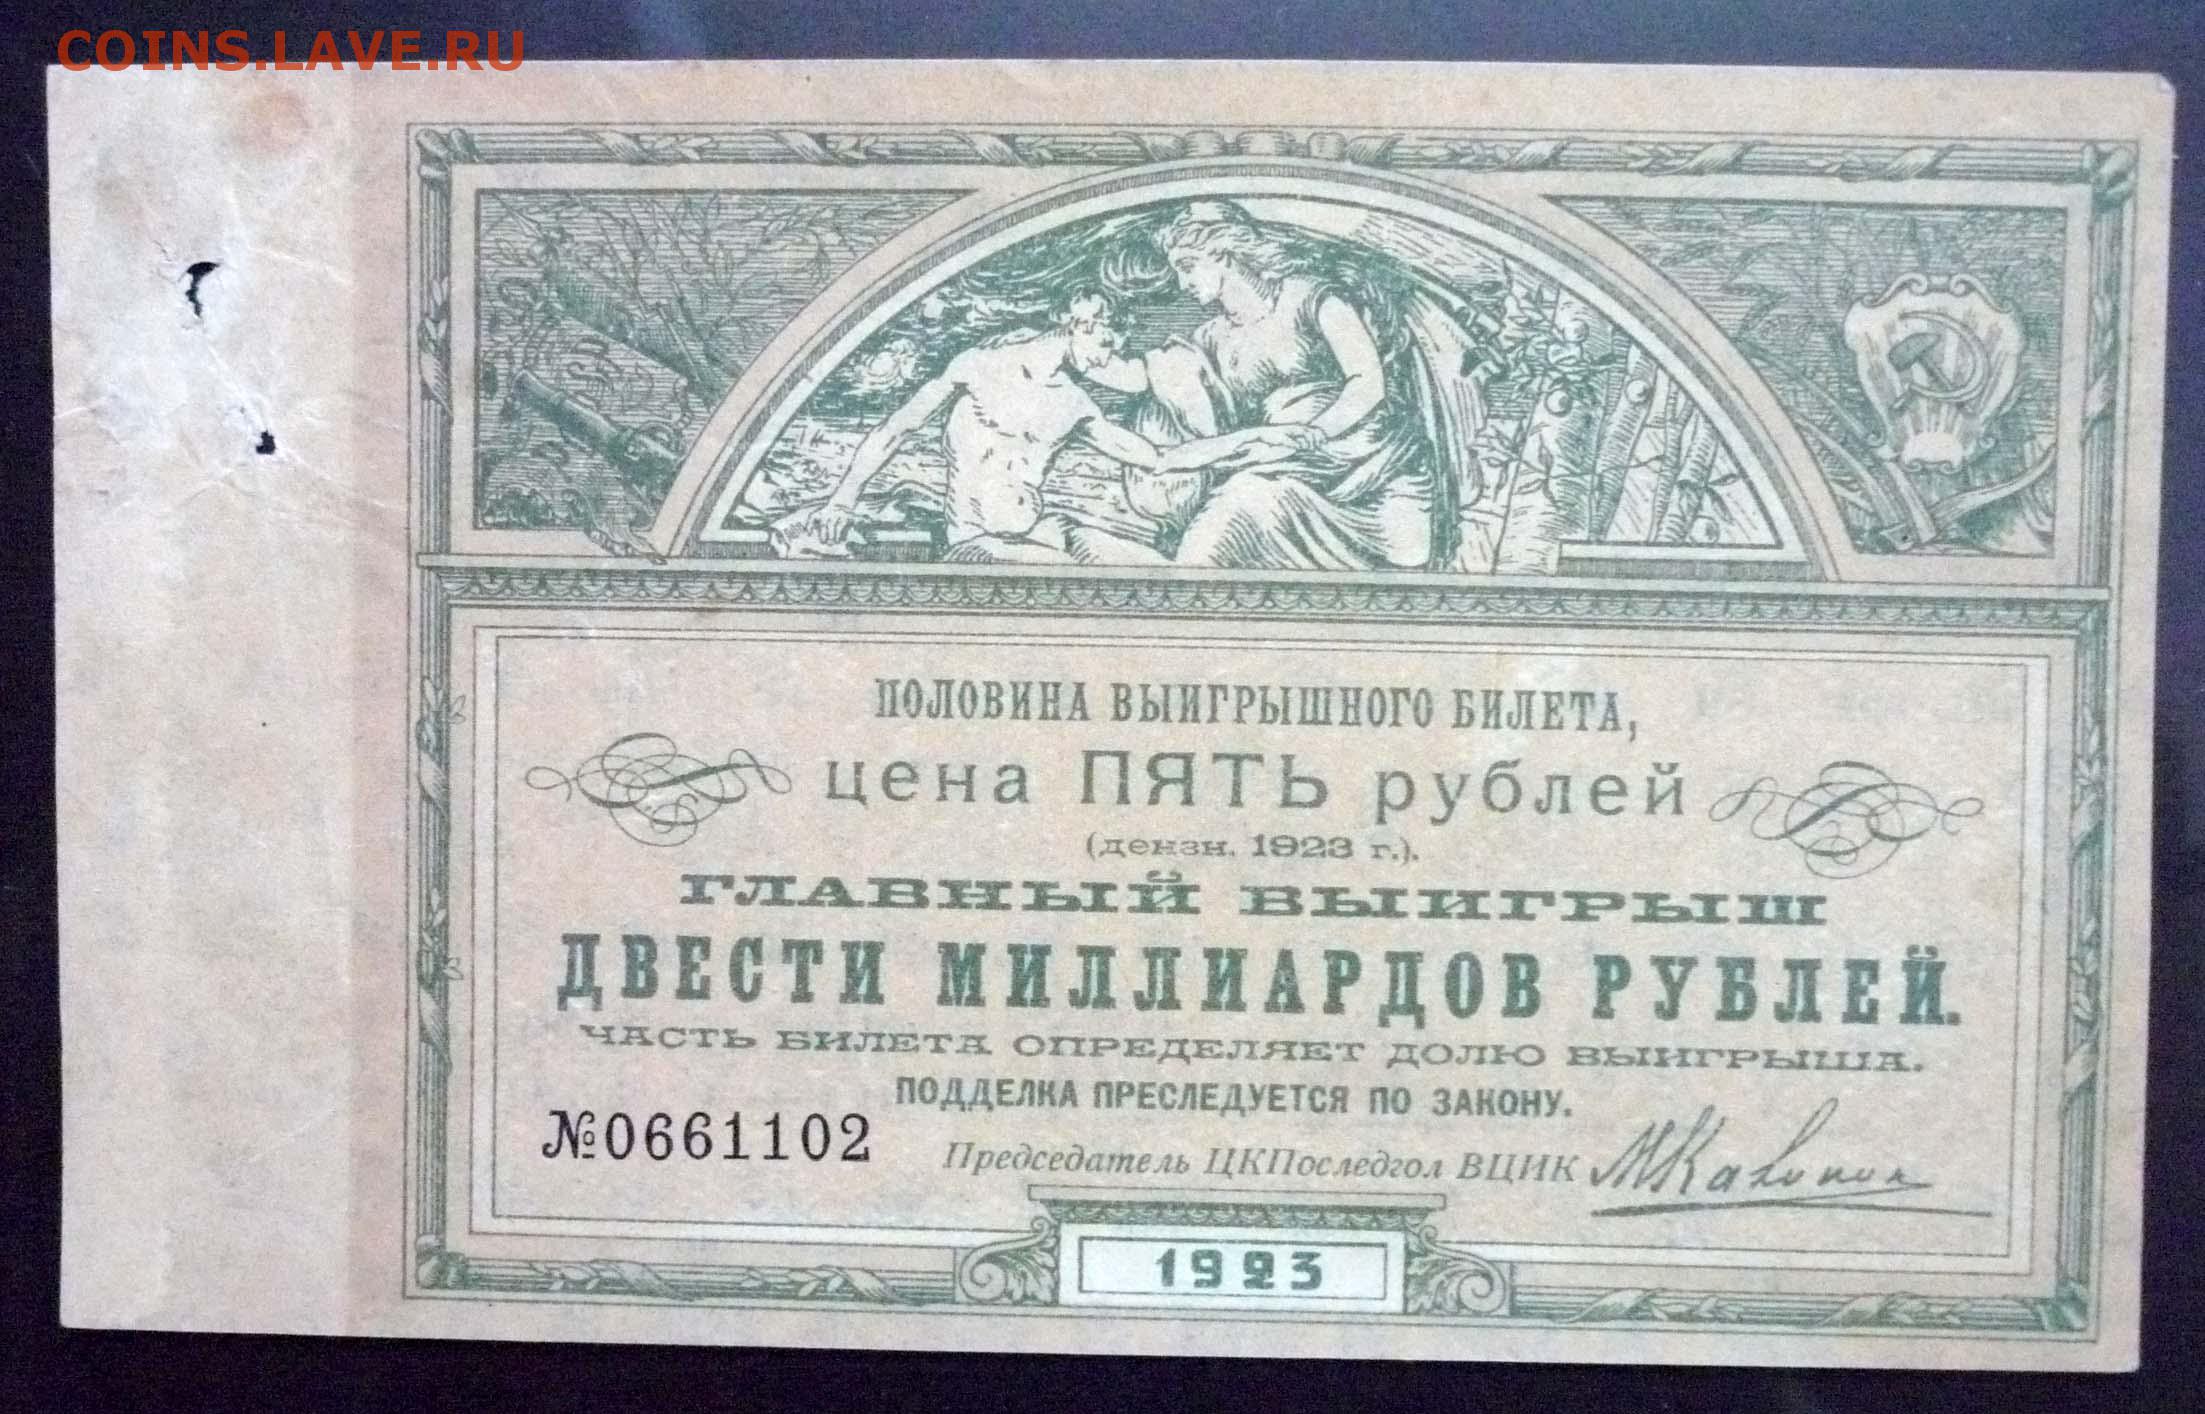 COINS.LAVE.RU
ПОЛОВИНА ВЫИГРЫШНОГО БИЛЕТА,
цена ПЯТЬ рублей
(дензн. 1923 г.).
ГЛАВНЫЙ ВЫИГРЫШ
ДВЕСТИ МИЛЛИАРДОВ РУБЛЕЙ.
ЧАСТЬ БИЛЕТА ОПРЕДЕЛЯЕТ ДОЛЮ ВЫИГРЫША.
ПОДДЕЛКА ПРЕСЛЕДУЕТСЯ ПО ЗАКОНУ.
№0661102
Председатель ЦКПоследгол ВЦИК
1923